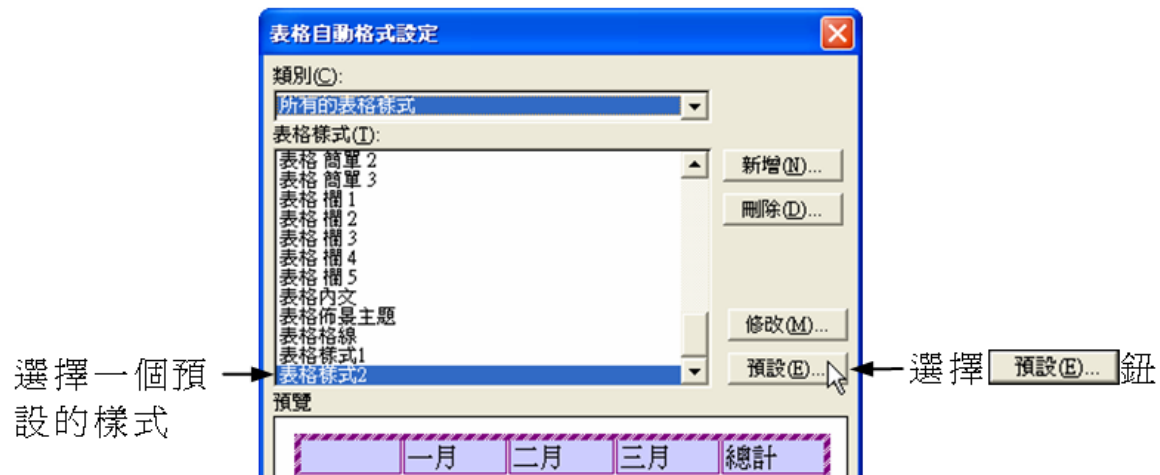 表格自動格式設定
類別(C):
所有的表格樣式
表格樣式(T):
表格 簡單 2
表格 簡單 3
表格 欄 1
表格 欄 2
表格 欄 3
表格 欄 4
表格 欄 5
表格內文
表格佈景主題
表格格線
表格樣式1
表格樣式2
新增(N)...
刪除(D)...
修改(M)...
預設(E)...
選擇一個預
設的樣式
選擇 預設(E)... 鈕
預覽
一月 二月 三月 總計